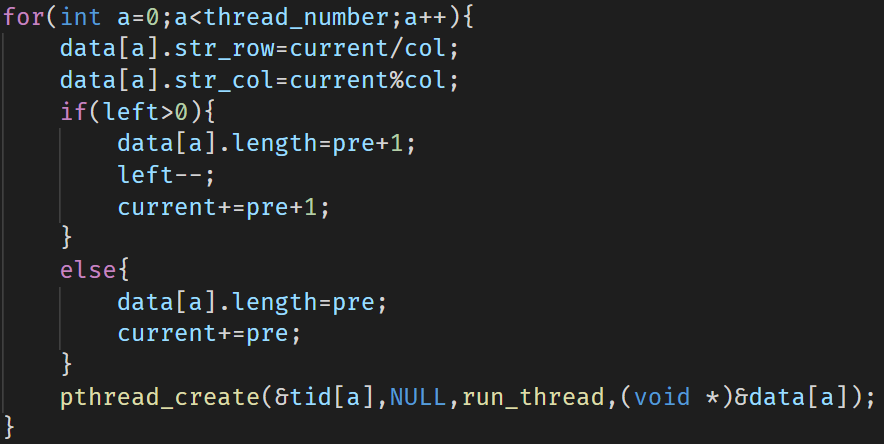 for(int a=0;a<thread_number;a++){
    data[a].str_row=current/col;
    data[a].str_col=current%col;
    if(left>0){
        data[a].length=pre+1;
        left--;
        current+=pre+1;
    }
    else{
        data[a].length=pre;
        current+=pre;
    }
    pthread_create(&tid[a],NULL,run_thread,(void *)&data[a]);
}